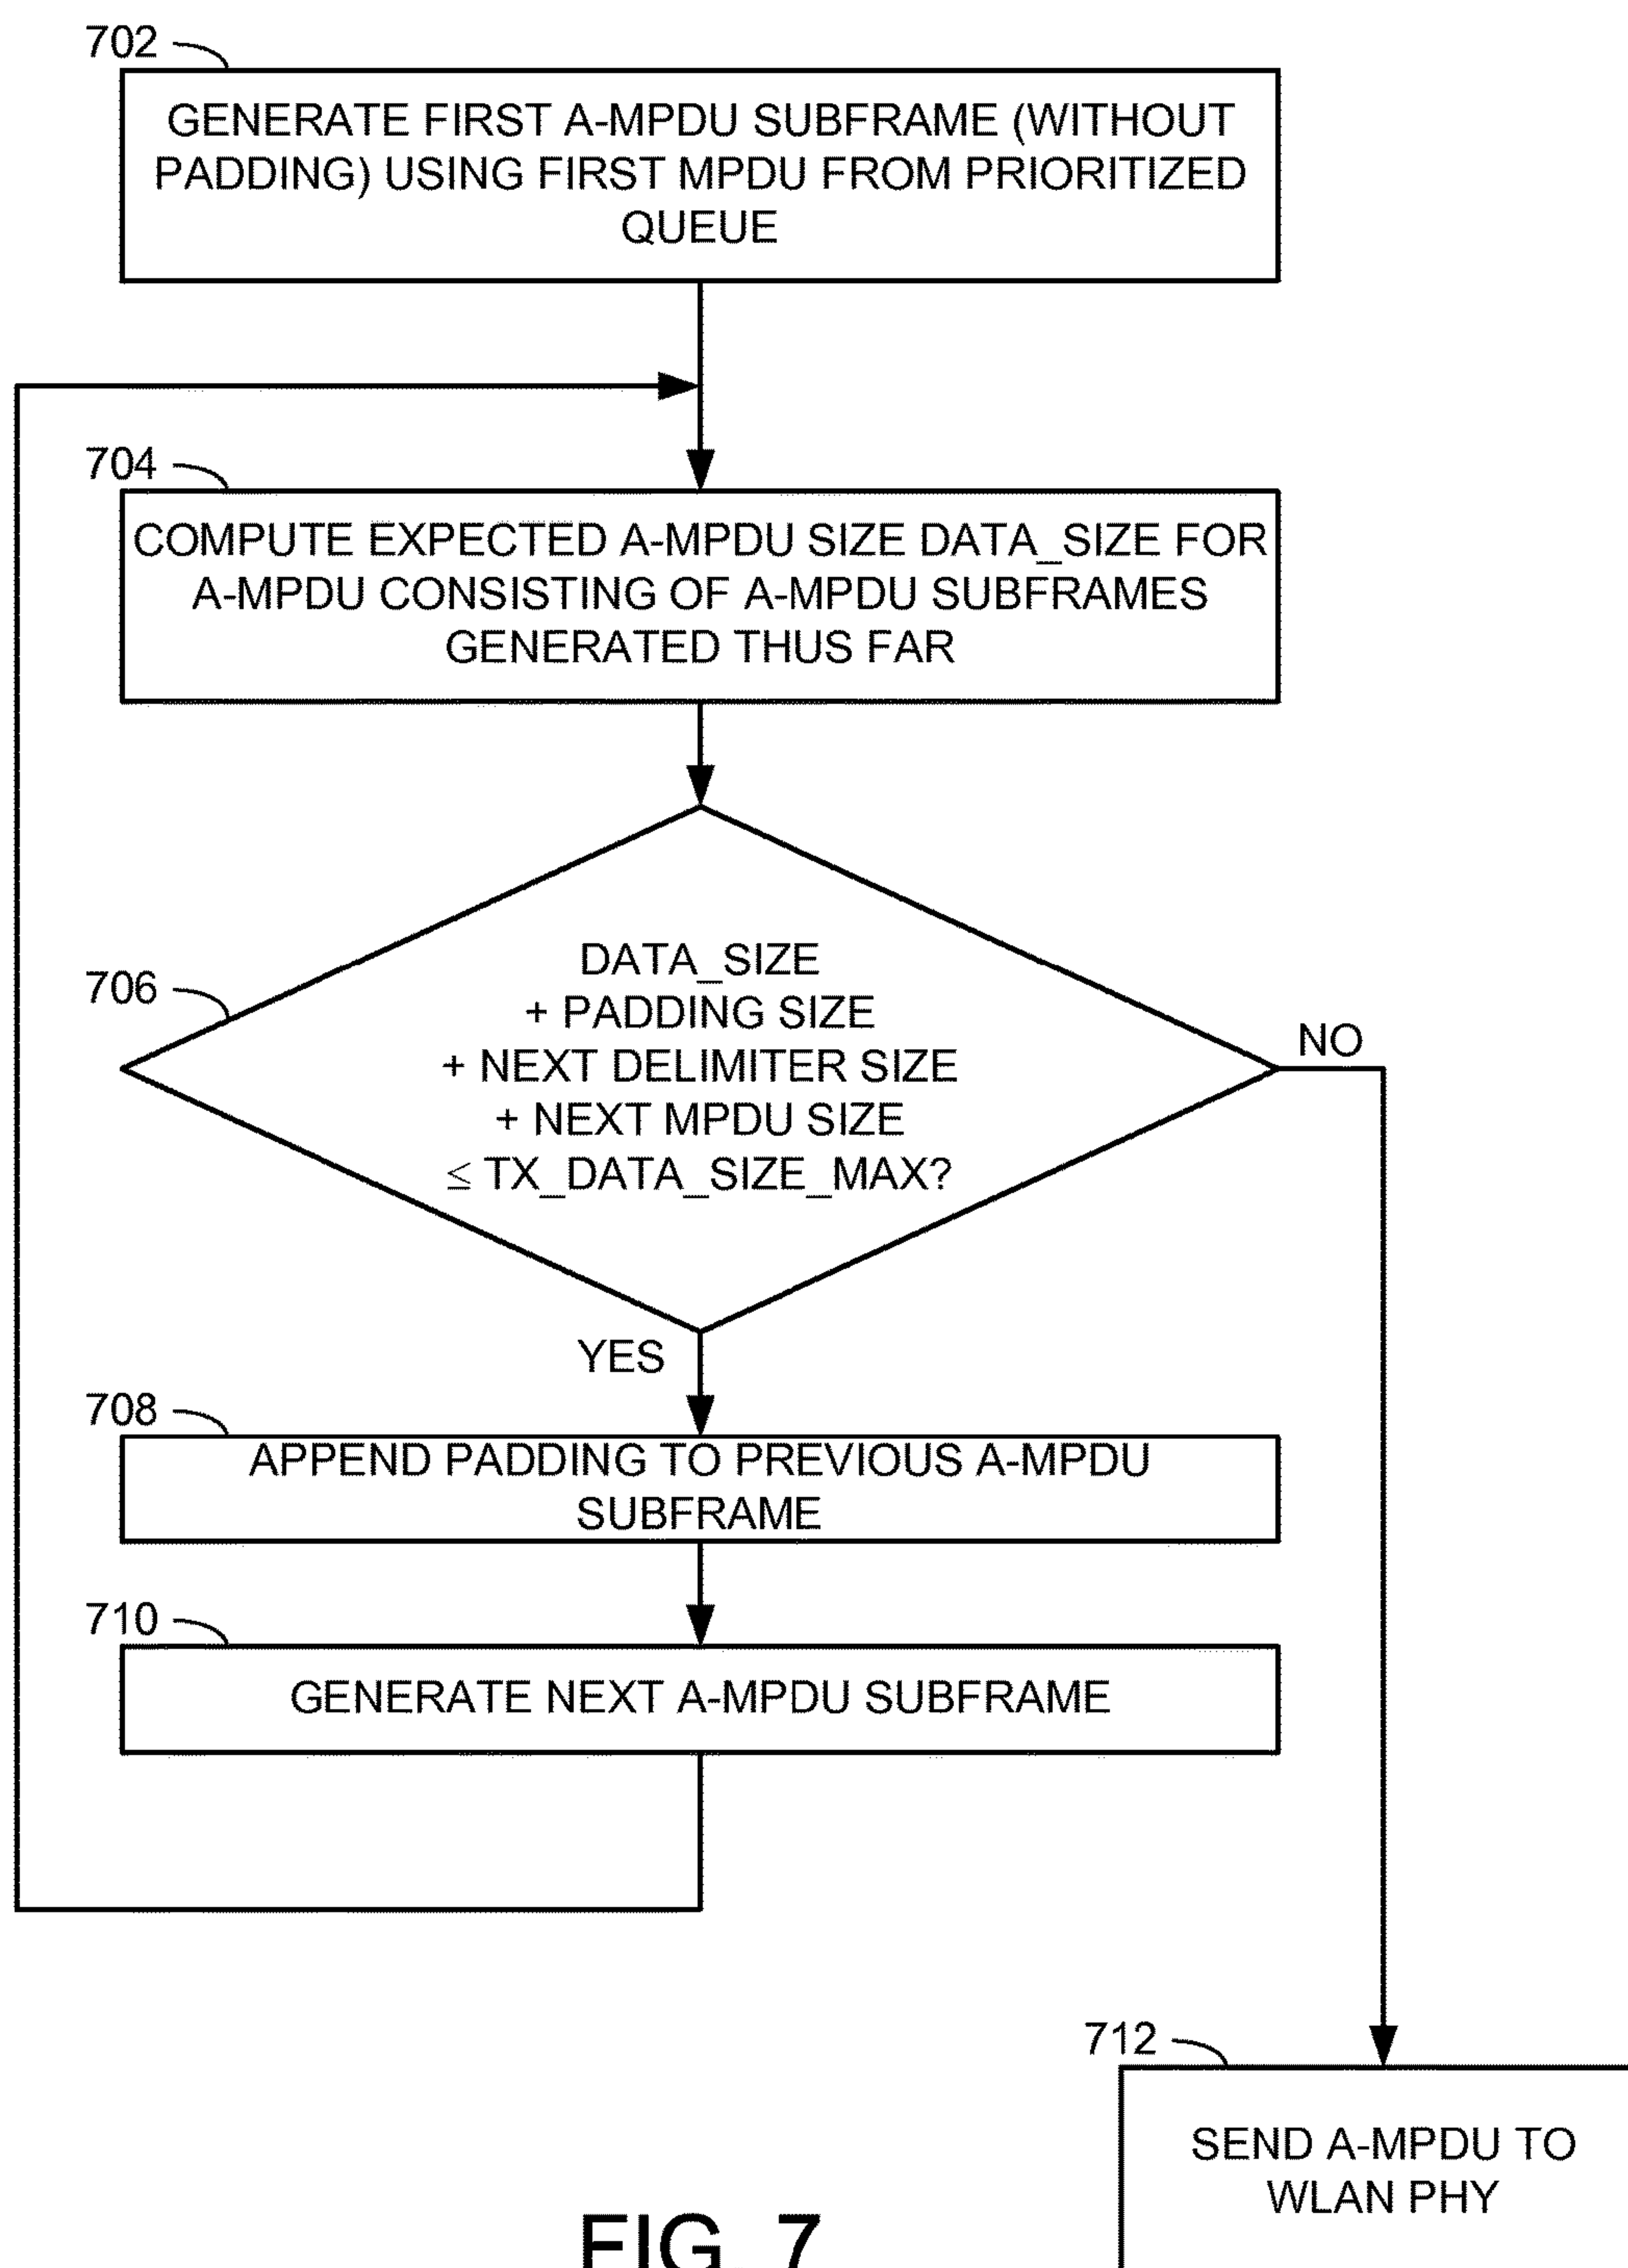 702
GENERATE FIRST A-MPDU SUBFRAME (WITHOUT
PADDING) USING FIRST MPDU FROM PRIORITIZED
QUEUE
704
COMPUTE EXPECTED A-MPDU SIZE DATA_SIZE FOR
A-MPDU CONSISTING OF A-MPDU SUBFRAMES
GENERATED THUS FAR
706
DATA_SIZE
+ PADDING SIZE
+ NEXT DELIMITER SIZE
+ NEXT MPDU SIZE
≤ TX_DATA_SIZE_MAX?
NO
YES
708
APPEND PADDING TO PREVIOUS A-MPDU
SUBFRAME
710
GENERATE NEXT A-MPDU SUBFRAME
712
SEND A-MPDU TO
WLAN PHY
FIG. 7